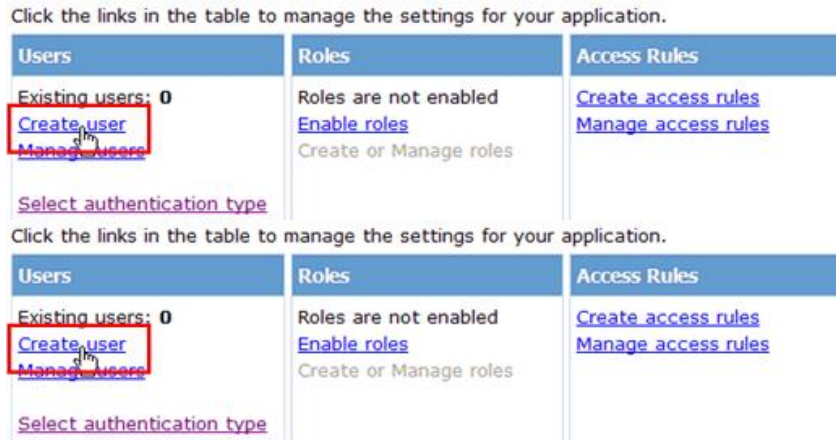 Click the links in the table to manage the settings for your application.
Users Roles Access Rules
Existing users: 0 Roles are not enabled Create access rules
Create user Enable roles Manage access rules
Manage users Create or Manage roles
Select authentication type
Click the links in the table to manage the settings for your application.
Users Roles Access Rules
Existing users: 0 Roles are not enabled Create access rules
Create user Enable roles Manage access rules
Manage users Create or Manage roles
Select authentication type